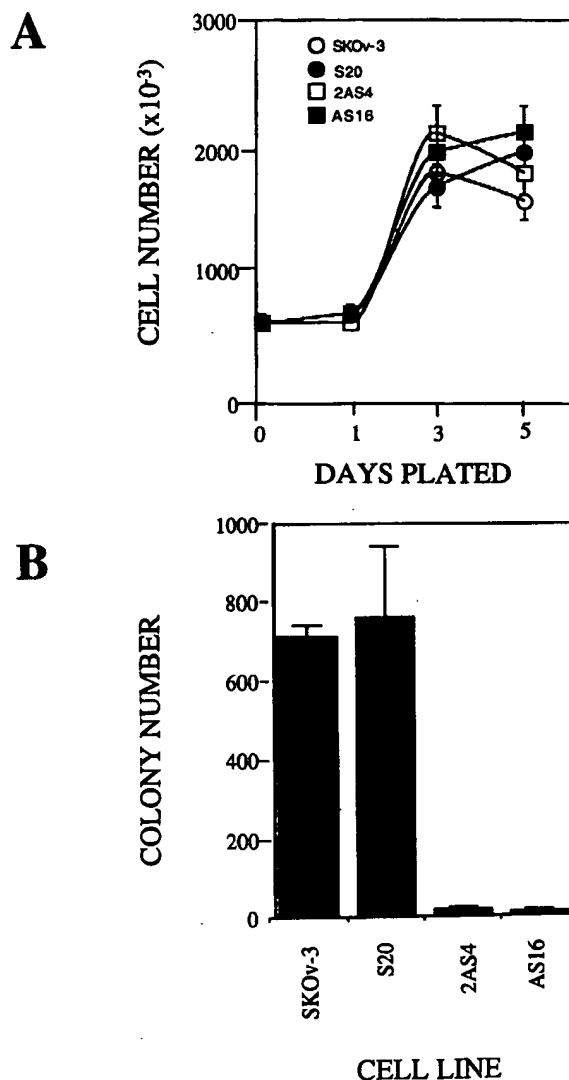 A
CELL NUMBER (x10-3)
3000
2000
1000
0
SKOv-3
S20
2AS4
AS16
0 1 3 5
DAYS PLATED
B
COLONY NUMBER
1000
800
600
400
200
0
SKOv-3
S20
2AS4
AS16
CELL LINE